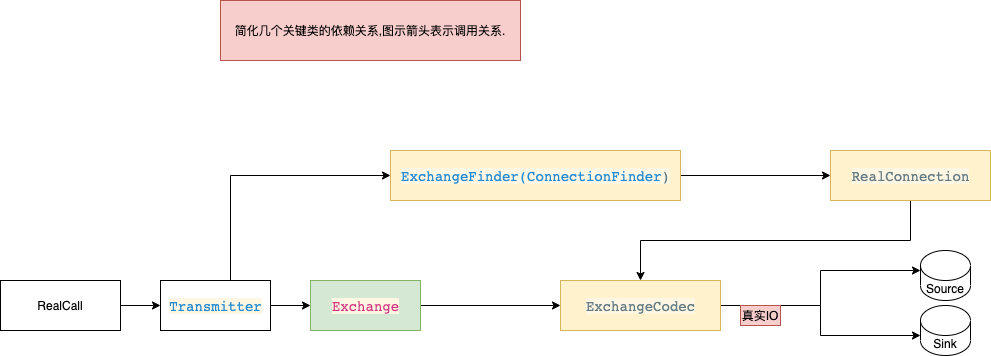 简化几个关键类的依赖关系,图示箭头表示调用关系.
ExchangeFinder(ConnectionFinder)
RealConnection
RealCall
Transmitter
Exchange
ExchangeCodec
真实IO
Source
Sink